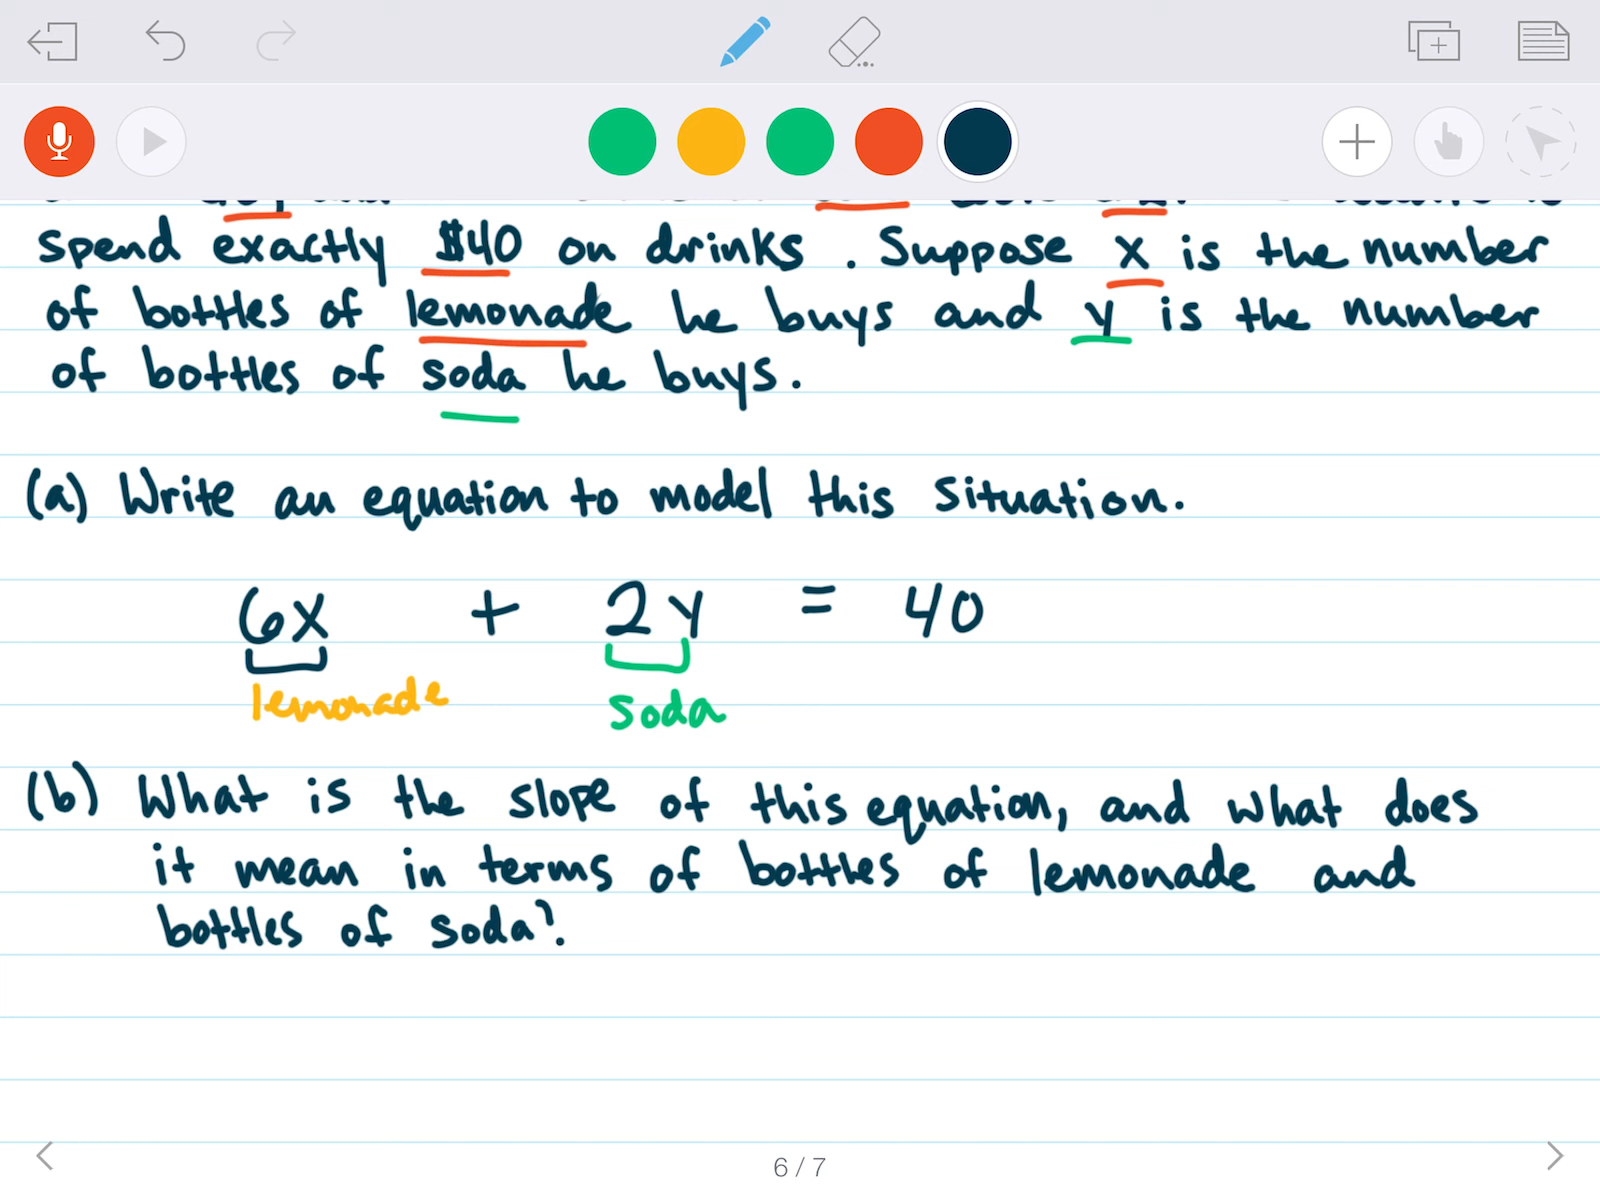 spend exactly $40 on drinks. Suppose x is the number
of bottles of lemonade he buys and y is the number
of bottles of soda he buys.
(a) Write an equation to model this situation.
6x + 2y = 40
lemonade soda
(b) What is the slope of this equation, and what does
it mean in terms of bottles of lemonade and
bottles of soda?
6 / 7